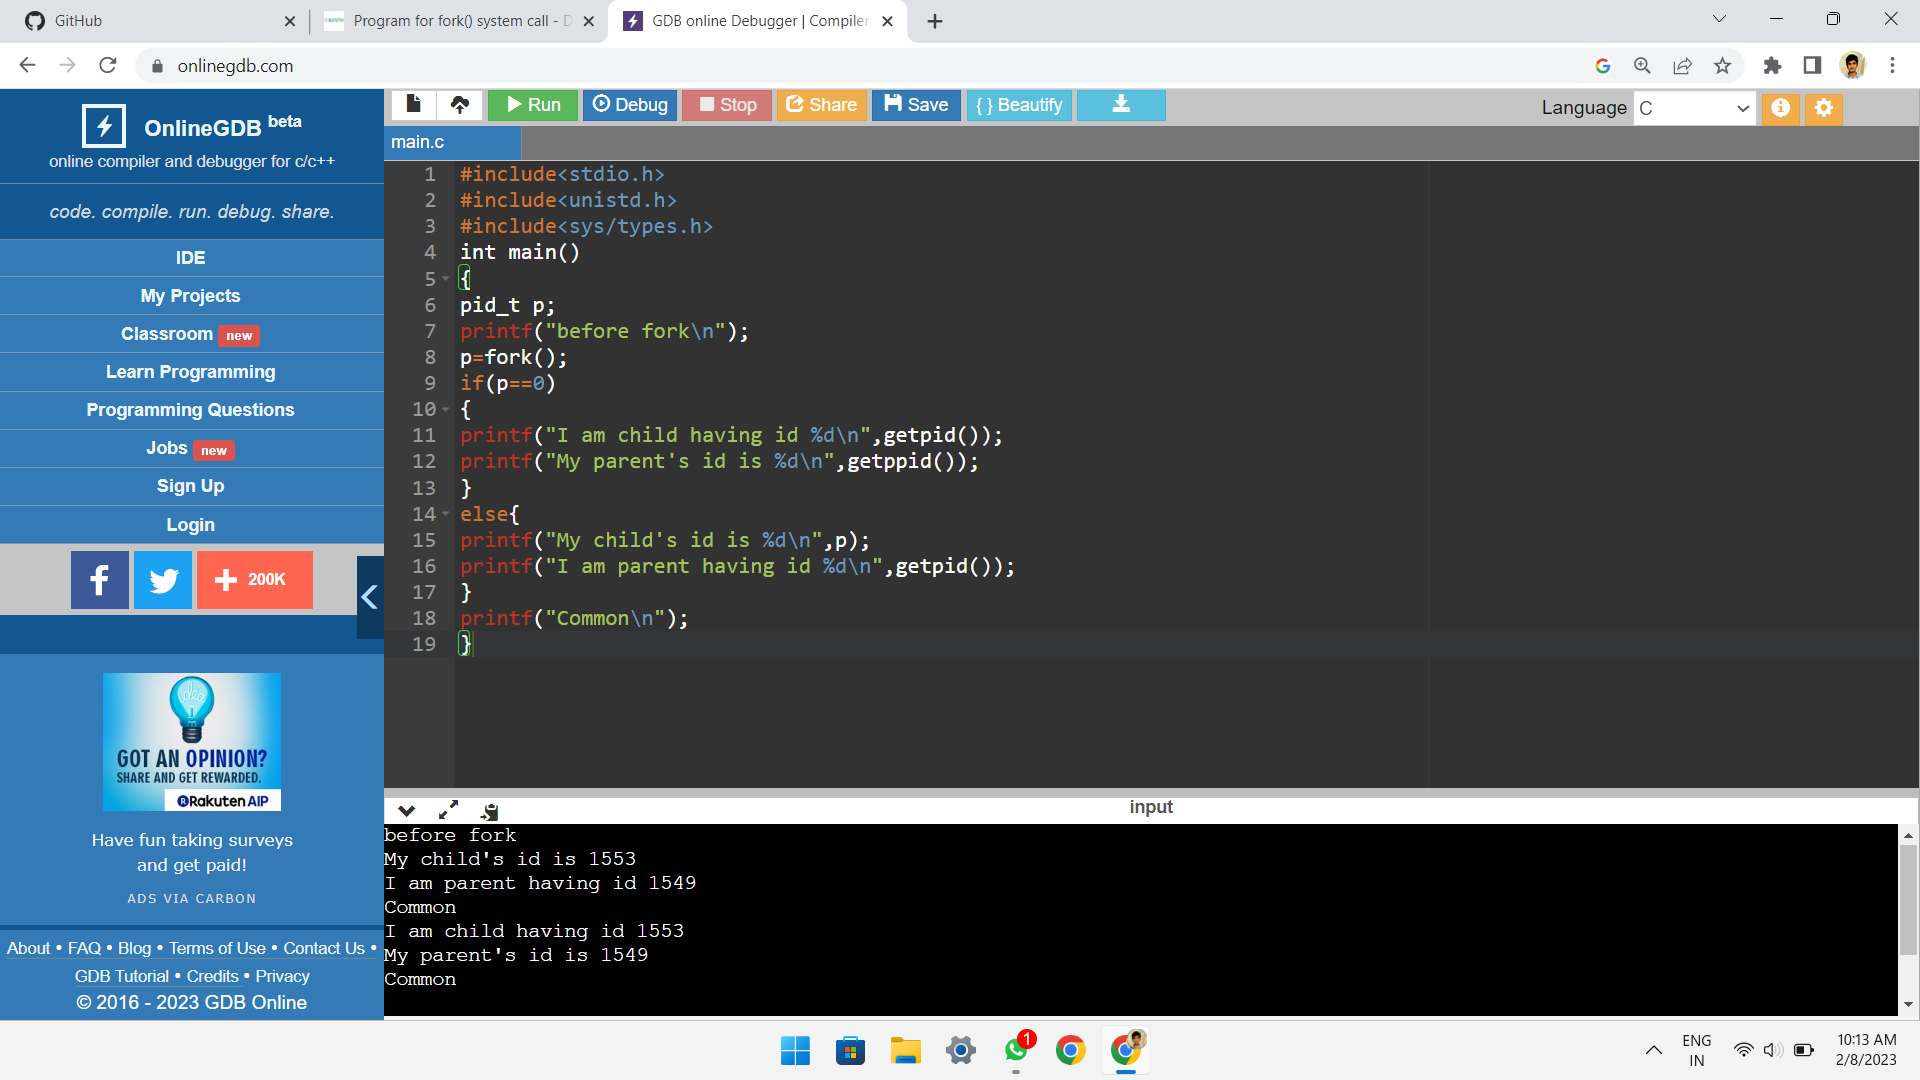 GitHub
Program for fork() system call - D
GDB online Debugger | Compiler
onlinegdb.com
OnlineGDB beta
online compiler and debugger for c/c++
code. compile. run. debug. share.
IDE
My Projects
Classroom new
Learn Programming
Programming Questions
Jobs new
Sign Up
Login
f
200K
idea
GOT AN OPINION?
SHARE AND GET REWARDED.
Rakuten AIP
Have fun taking surveys
and get paid!
ADS VIA CARBON
About • FAQ • Blog • Terms of Use • Contact Us •
GDB Tutorial • Credits • Privacy
© 2016 - 2023 GDB Online
Run
Debug
Stop
Share
Save
{ } Beautify
Language C
main.c
1 #include<stdio.h>
2 #include<unistd.h>
3 #include<sys/types.h>
4 int main()
5 {
6 pid_t p;
7 printf("before fork\n");
8 p=fork();
9 if(p==0)
10 {
11 printf("I am child having id %d\n",getpid());
12 printf("My parent's id is %d\n",getppid());
13 }
14 else{
15 printf("My child's id is %d\n",p);
16 printf("I am parent having id %d\n",getpid());
17 }
18 printf("Common\n");
19 }
input
before fork
My child's id is 1553
I am parent having id 1549
Common
I am child having id 1553
My parent's id is 1549
Common
1
ENG
IN
10:13 AM
2/8/2023